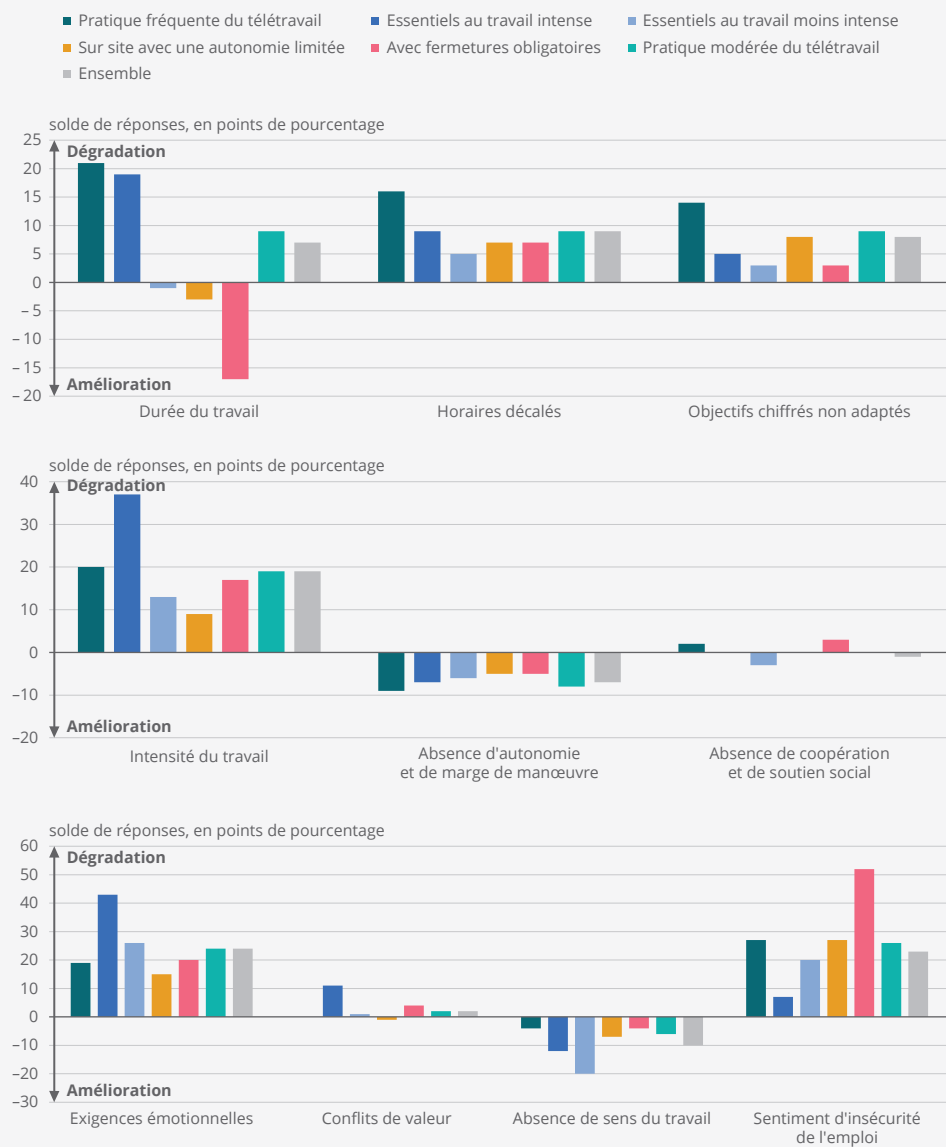 Pratique fréquente du télétravail
Essentiels au travail intense
Essentiels au travail moins intense
Sur site avec une autonomie limitée
Avec fermetures obligatoires
Pratique modérée du télétravail
Ensemble
solde de réponses, en points de pourcentage
25
Dégradation
20
15
10
5
0
– 5
– 10
– 15
Amélioration
– 20
Durée du travail
Horaires décalés
Objectifs chiffrés non adaptés
solde de réponses, en points de pourcentage
40
Dégradation
30
20
10
0
–10
Amélioration
–20
Intensité du travail
Absence d'autonomie
et de marge de manœuvre
Absence de coopération
et de soutien social
solde de réponses, en points de pourcentage
60
Dégradation
50
40
30
20
10
0
–10
–20
Amélioration
–30
Exigences émotionnelles
Conflits de valeur
Absence de sens du travail
Sentiment d'insécurité
de l'emploi